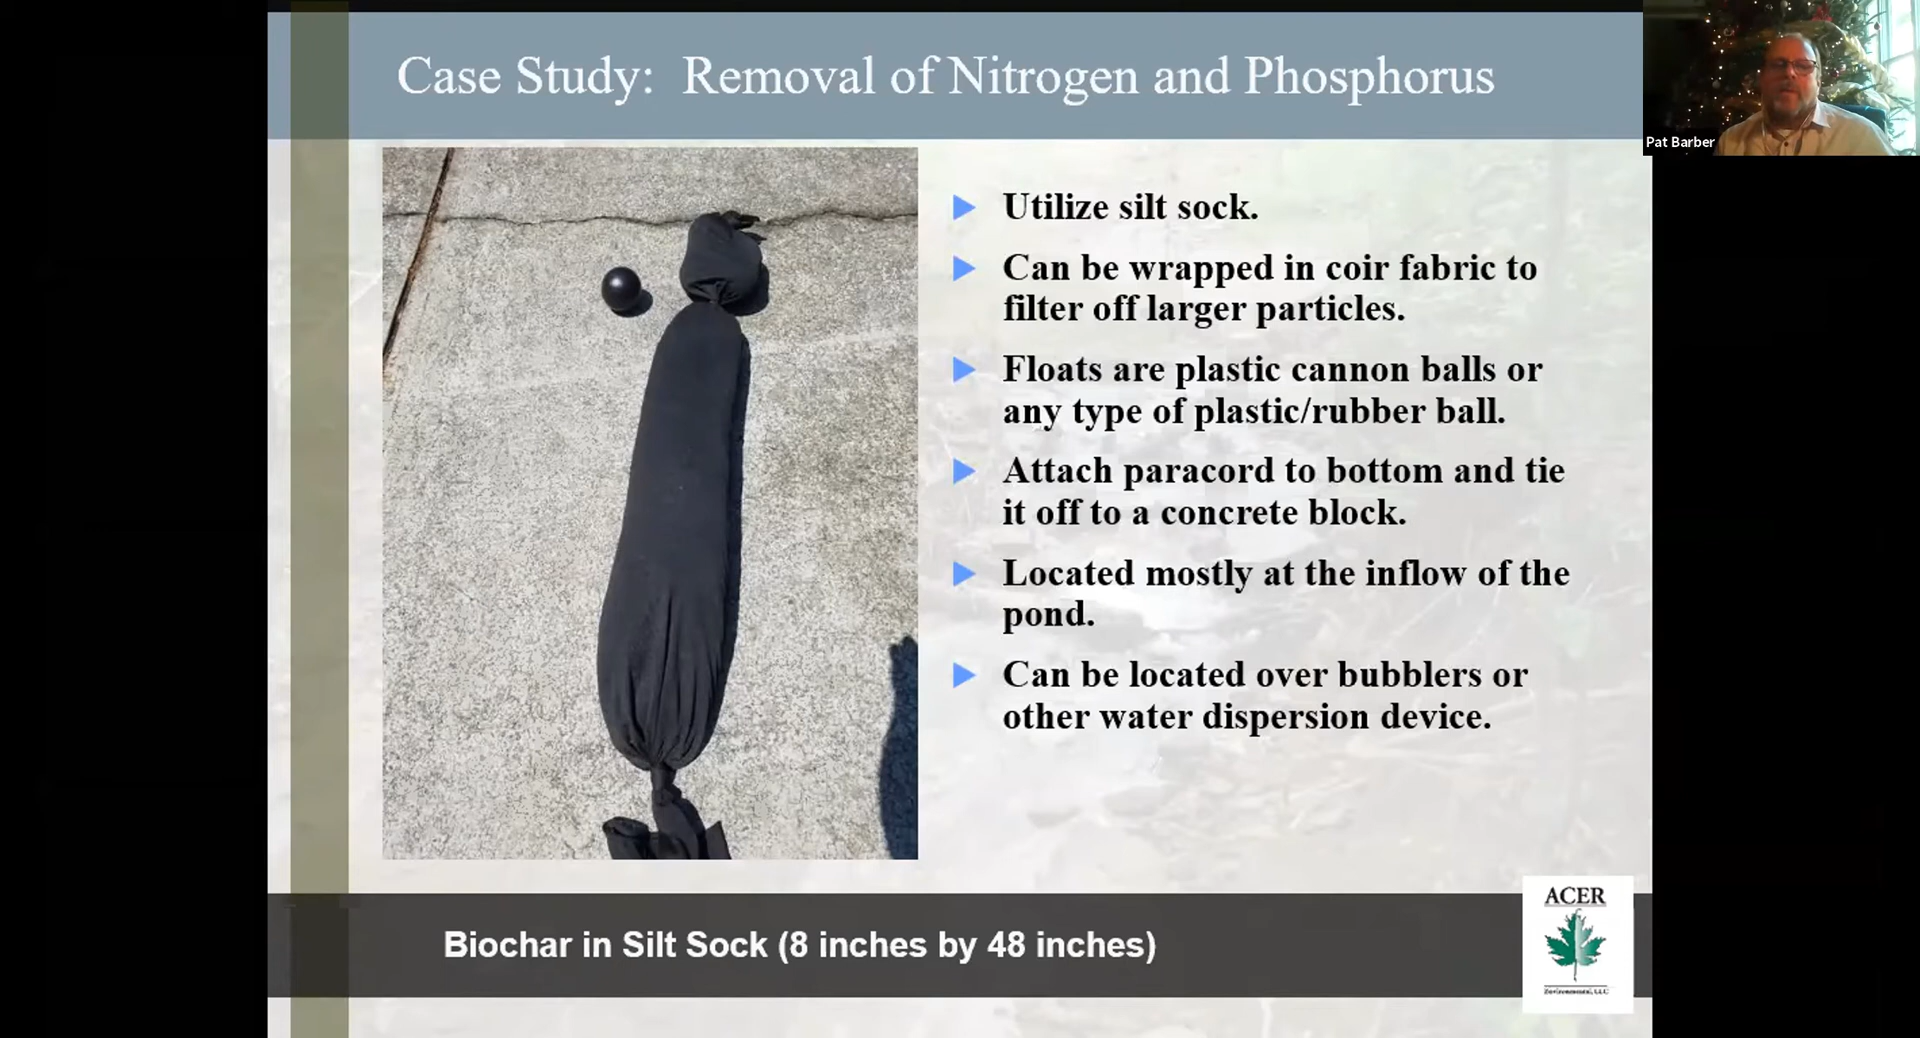 Case Study: Removal of Nitrogen and Phosphorus
Pat Barber
Utilize silt sock.
Can be wrapped in coir fabric to
filter off larger particles.
Floats are plastic cannon balls or
any type of plastic/rubber ball.
Attach paracord to bottom and tie
it off to a concrete block.
Located mostly at the inflow of the
pond.
Can be located over bubblers or
other water dispersion device.
Biochar in Silt Sock (8 inches by 48 inches)
ACER
Environmental, LLC